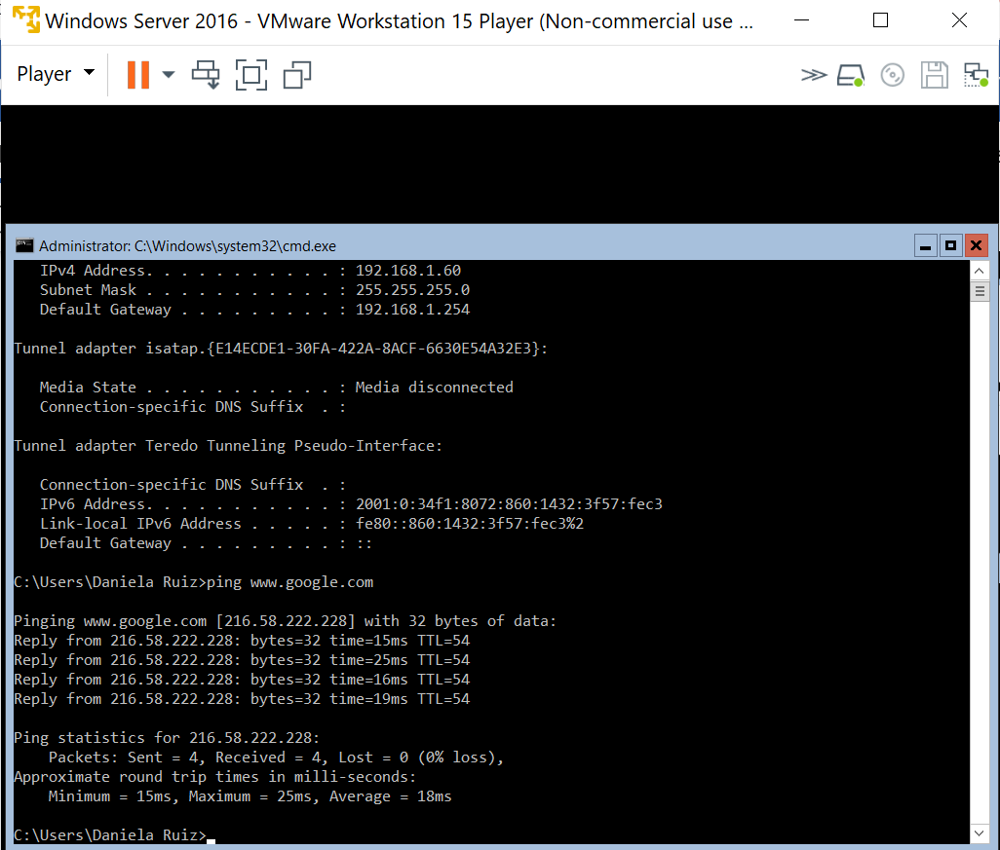 Windows Server 2016 - VMware Workstation 15 Player (Non-commercial use ...
Player
Administrator: C:\Windows\system32\cmd.exe
IPv4 Address. . . . . . . . . . . : 192.168.1.60
Subnet Mask . . . . . . . . . . . : 255.255.255.0
Default Gateway . . . . . . . . . : 192.168.1.254
Tunnel adapter isatap.{E14ECDE1-30FA-422A-8ACF-6630E54A32E3}:
Media State . . . . . . . . . . . : Media disconnected
Connection-specific DNS Suffix  . :
Tunnel adapter Teredo Tunneling Pseudo-Interface:
Connection-specific DNS Suffix  . :
IPv6 Address. . . . . . . . . . . : 2001:0:34f1:8072:860:1432:3f57:fec3
Link-local IPv6 Address . . . . . : fe80::860:1432:3f57:fec3%2
Default Gateway . . . . . . . . . : ::
C:\Users\Daniela Ruiz>ping www.google.com
Pinging www.google.com [216.58.222.228] with 32 bytes of data:
Reply from 216.58.222.228: bytes=32 time=15ms TTL=54
Reply from 216.58.222.228: bytes=32 time=25ms TTL=54
Reply from 216.58.222.228: bytes=32 time=16ms TTL=54
Reply from 216.58.222.228: bytes=32 time=19ms TTL=54
Ping statistics for 216.58.222.228:
Packets: Sent = 4, Received = 4, Lost = 0 (0% loss),
Approximate round trip times in milli-seconds:
Minimum = 15ms, Maximum = 25ms, Average = 18ms
C:\Users\Daniela Ruiz>